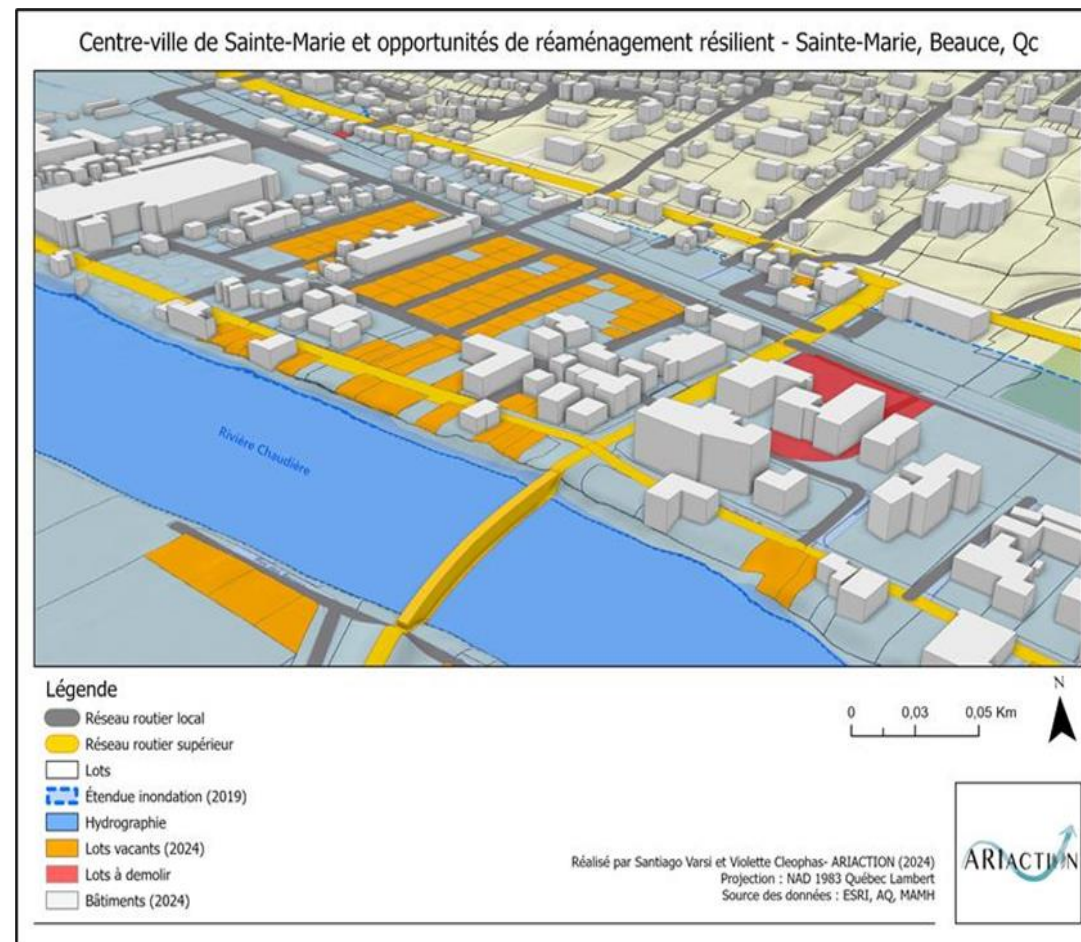 Centre-ville de Sainte-Marie et opportunités de réaménagement résilient - Sainte-Marie, Beauce, Qc
Rivière Chaudière
Légende
Réseau routier local
Réseau routier supérieur
Lots
Étendue inondation (2019)
Hydrographie
Lots vacants (2024)
Lots à demolir
Bâtiments (2024)
N
0 0,03 0,05 Km
Réalisé par Santiago Varsi et Violette Cleophas- ARIACTION (2024)
Projection : NAD 1983 Québec Lambert
Source des données : ESRI, AQ, MAMH
ARIACTION